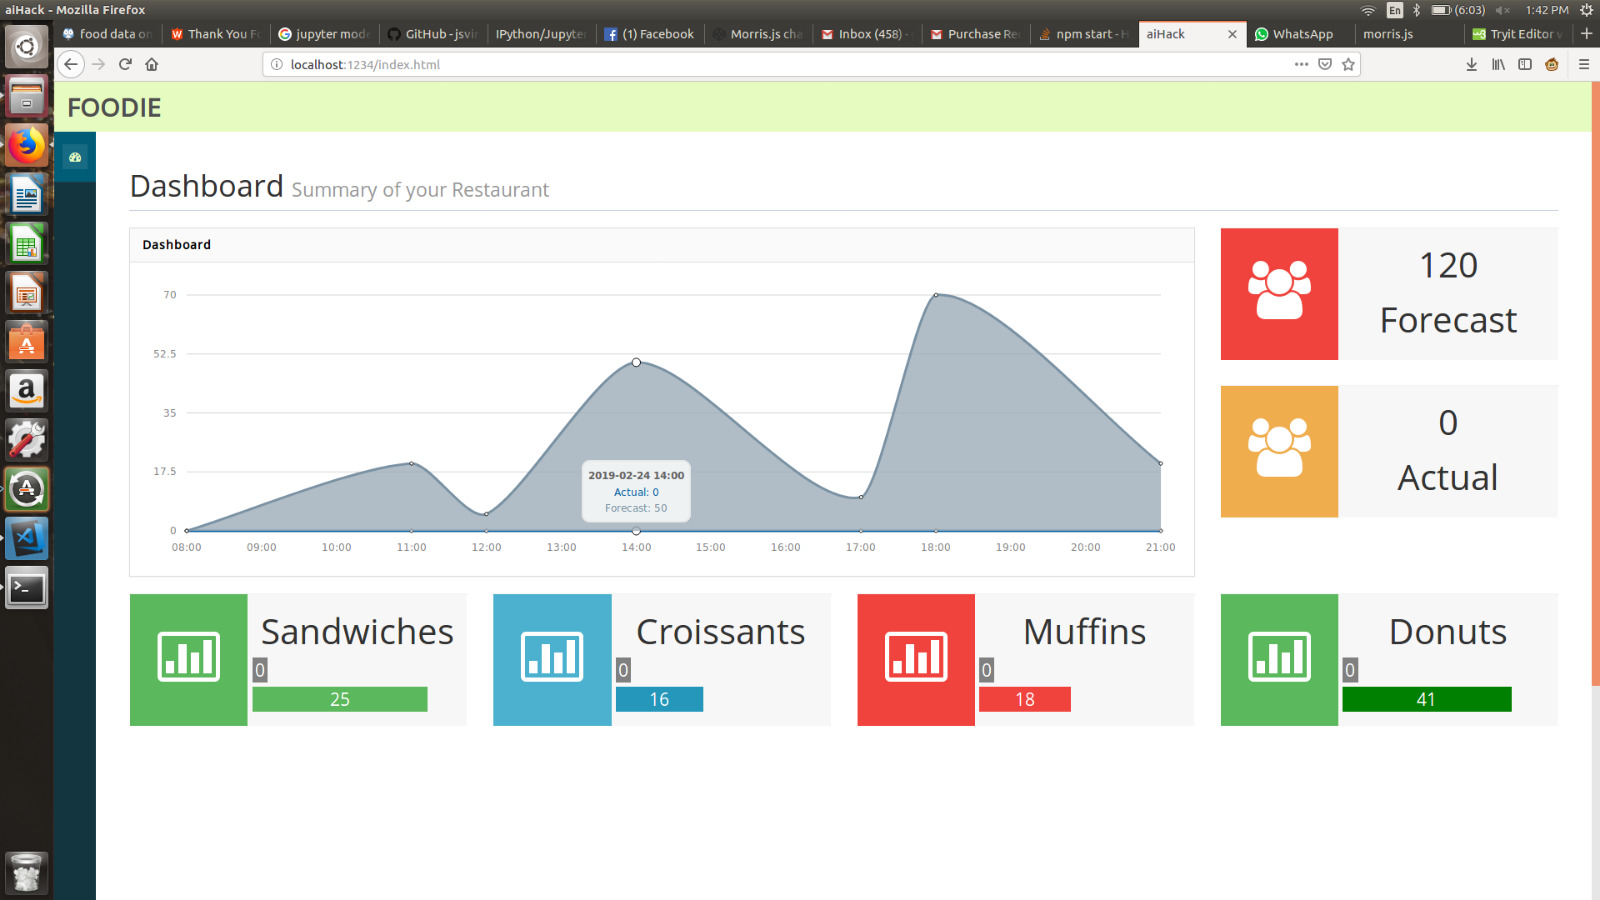 aiHack - Mozilla Firefox
En
(6:03)
1:42 PM
food data on
Thank You Fo
jupyter mode
GitHub - jsvin
IPython/Jupyte
(1) Facebook
Morris.js cha
Inbox (458) -
Purchase Re
npm start - H
aiHack
WhatsApp
morris.js
Tryit Editor v
localhost:1234/index.html
FOODIE
Dashboard Summary of your Restaurant
Dashboard
70
52.5
35
17.5
0
2019-02-24 14:00
Actual: 0
Forecast: 50
08:00 09:00 10:00 11:00 12:00 13:00 14:00 15:00 16:00 17:00 18:00 19:00 20:00 21:00
120
Forecast
0
Actual
Sandwiches
0
25
Croissants
0
16
Muffins
0
18
Donuts
0
41